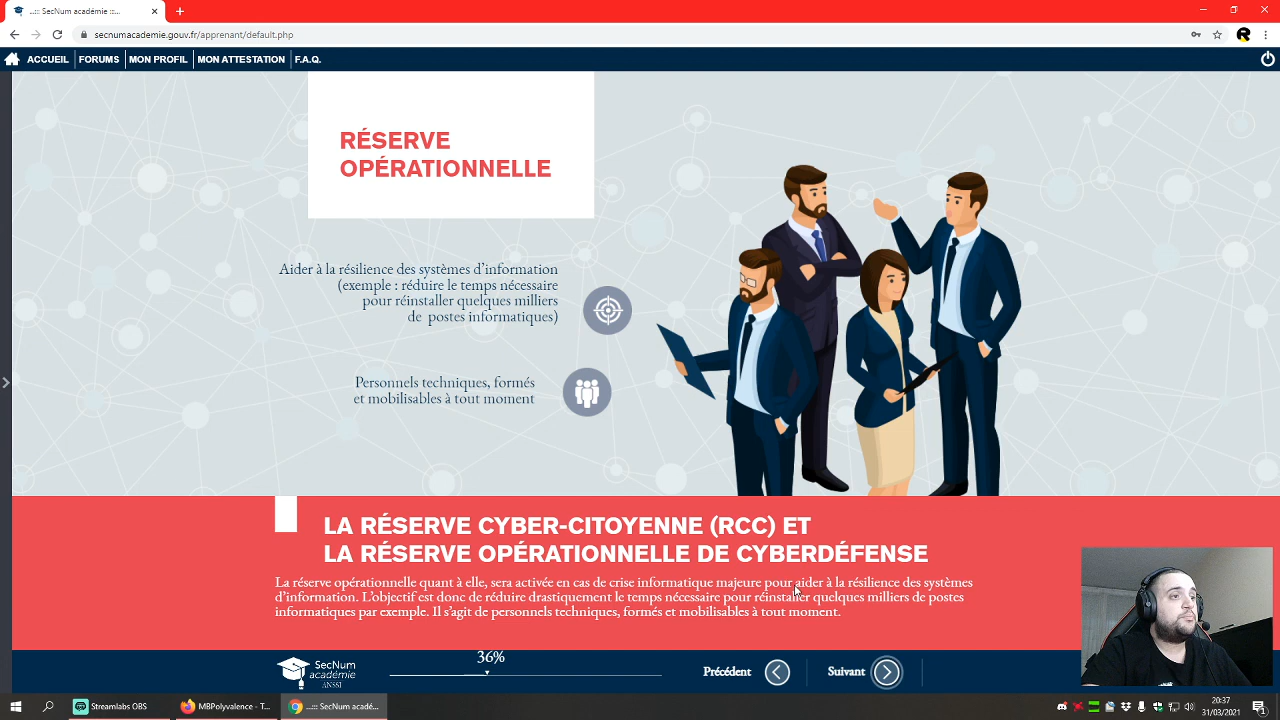 ..:: SecNum académie ::...
secnumacademie.gouv.fr/apprenant/default.php
ACCUEIL FORUMS MON PROFIL MON ATTESTATION F.A.Q.
RÉSERVE
OPÉRATIONNELLE
Aider à la résilience des systèmes d'information
(exemple : réduire le temps nécessaire
pour réinstaller quelques milliers
de postes informatiques)
Personnels techniques, formés
et mobilisables à tout moment
LA RÉSERVE CYBER-CITOYENNE (RCC) ET
LA RÉSERVE OPÉRATIONNELLE DE CYBERDÉFENSE
La réserve opérationnelle quant à elle, sera activée en cas de crise informatique majeure pour aider à la résilience des systèmes
d'information. L'objectif est donc de réduire drastiquement le temps nécessaire pour réinstaller quelques milliers de postes
informatiques par exemple. Il s'agit de personnels techniques, formés et mobilisables à tout moment.
SecNum
académie
ANSSI
36%
Précédent
Suivant
Streamlabs OBS
MBPolyvalence - T...
..:: SecNum acadé...
20:37
31/03/2021